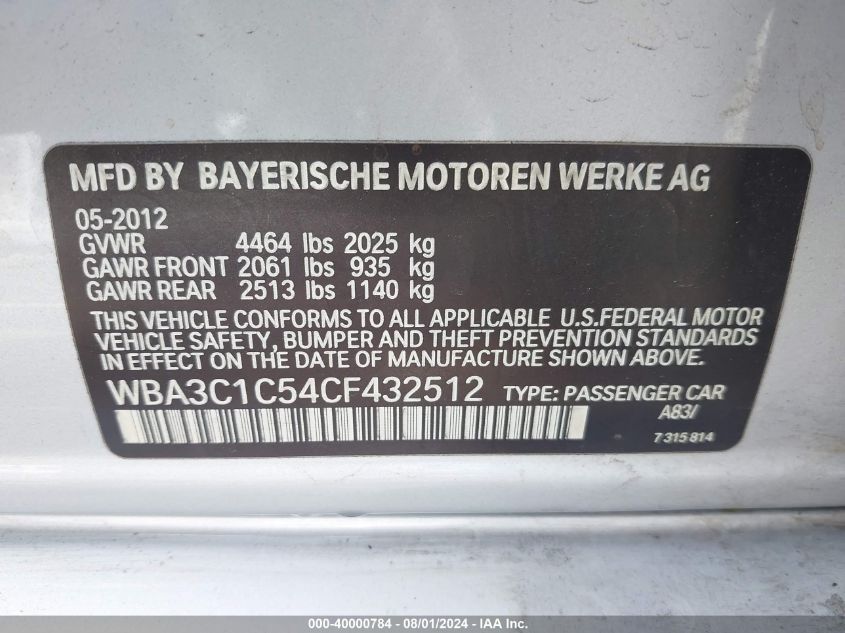 MFD BY BAYERISCHE MOTOREN WERKE AG
05-2012
GVWR 4464 lbs 2025 kg
GAWR FRONT 2061 lbs 935 kg
GAWR REAR 2513 lbs 1140 kg
THIS VEHICLE CONFORMS TO ALL APPLICABLE U.S.FEDERAL MOTOR
VEHICLE SAFETY, BUMPER AND THEFT PREVENTION STANDARDS
IN EFFECT ON THE DATE OF MANUFACTURE SHOWN ABOVE.
WBA3C1C54CF432512 TYPE: PASSENGER CAR
A83/
7 315 814
000-40000784 - 08/01/2024 - IAA Inc.